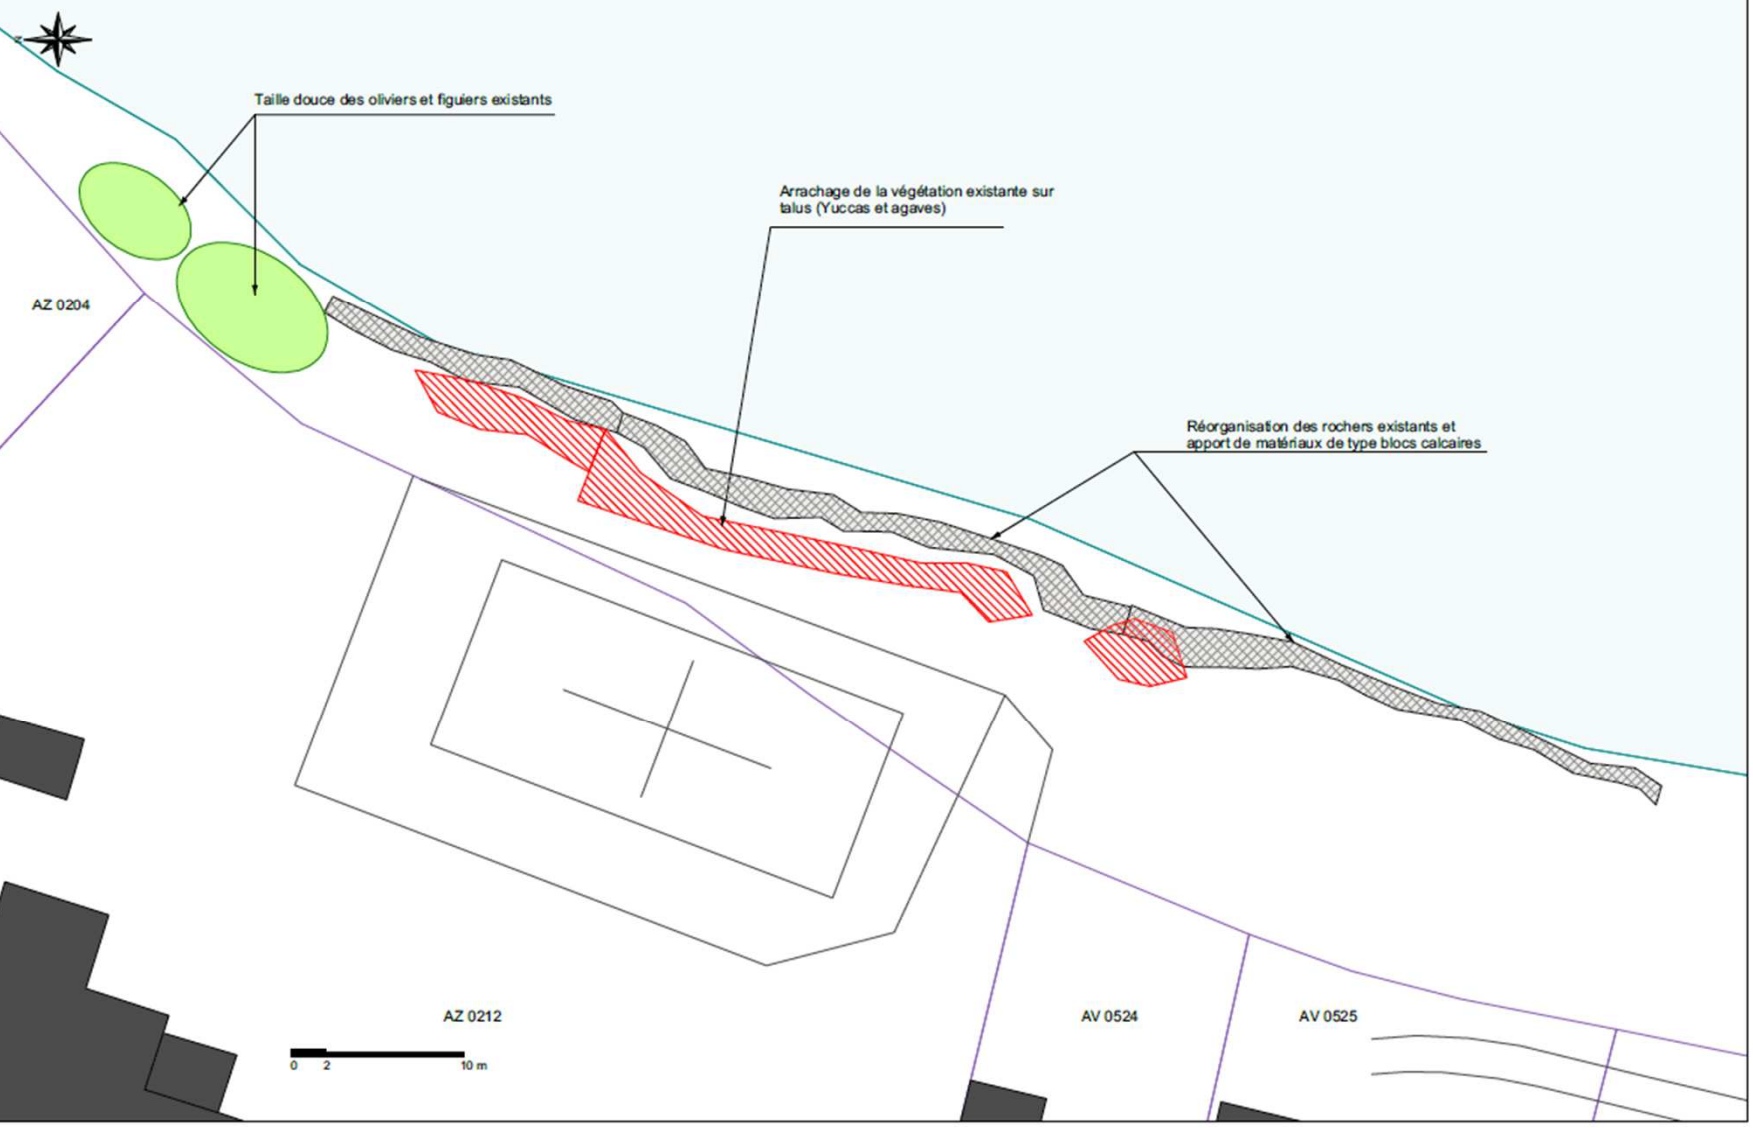 Z
Taille douce des oliviers et figuiers existants
Arrachage de la végétation existante sur
talus (Yuccas et agaves)
AZ 0204
Réorganisation des rochers existants et
apport de matériaux de type blocs calcaires
AZ 0212
AV 0524
AV 0525
0 2 10 m